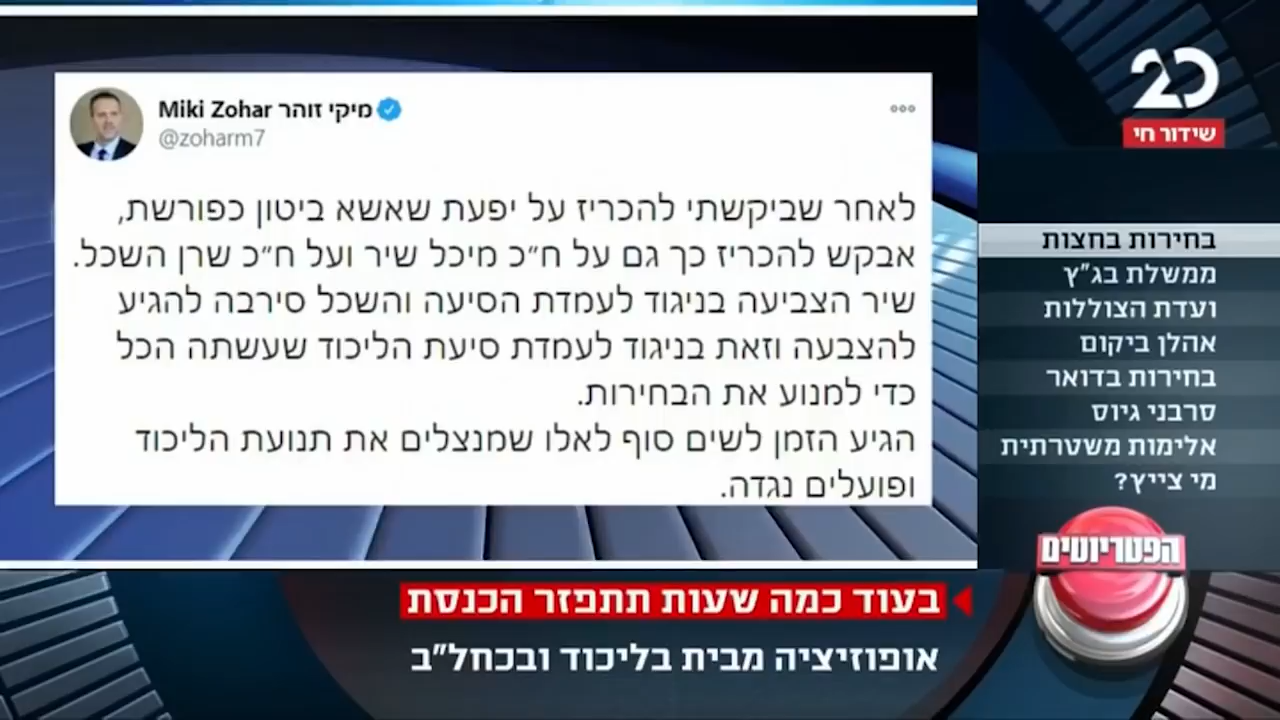 Miki Zohar מיקי זוהר
@zoharm7
לאחר שביקשתי להכריז על יפעת שאשא ביטון כפורשת,
אבקש להכריז כך גם על ח״כ מיכל שיר ועל ח״כ שרן השכל.
שיר הצביעה בניגוד לעמדת הסיעה והשכל סירבה להגיע
להצבעה וזאת בניגוד לעמדת סיעת הליכוד שעשתה הכל
כדי למנוע את הבחירות.
הגיע הזמן לשים סוף לאלו שמנצלים את תנועת הליכוד
ופועלים נגדה.
20
שידור חי
בחירות בחצות
ממשלת בג"ץ
ועדת הצוללות
אהלן ביקום
בחירות בדואר
סרבני גיוס
אלימות משטרתית
מי צייץ?
הפטריוטים
בעוד כמה שעות תתפזר הכנסת
אופוזיציה מבית בליכוד ובכחל"ב